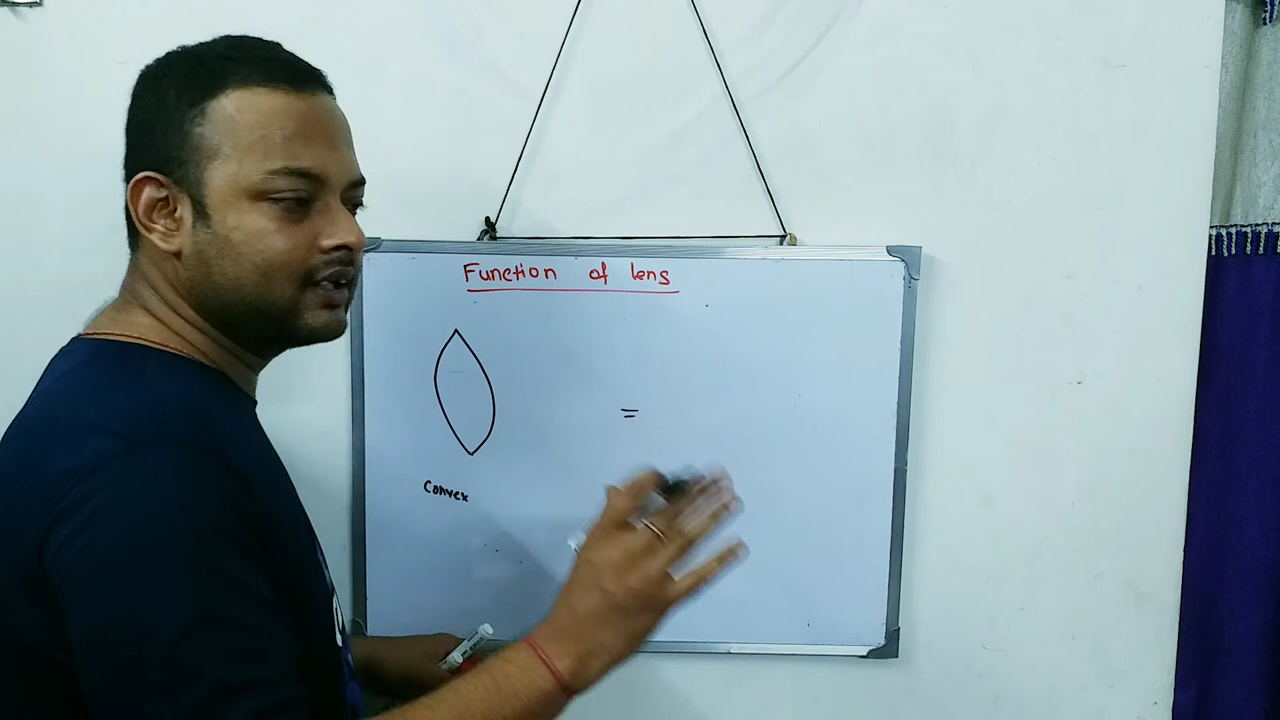 Function of lens
=
Convex